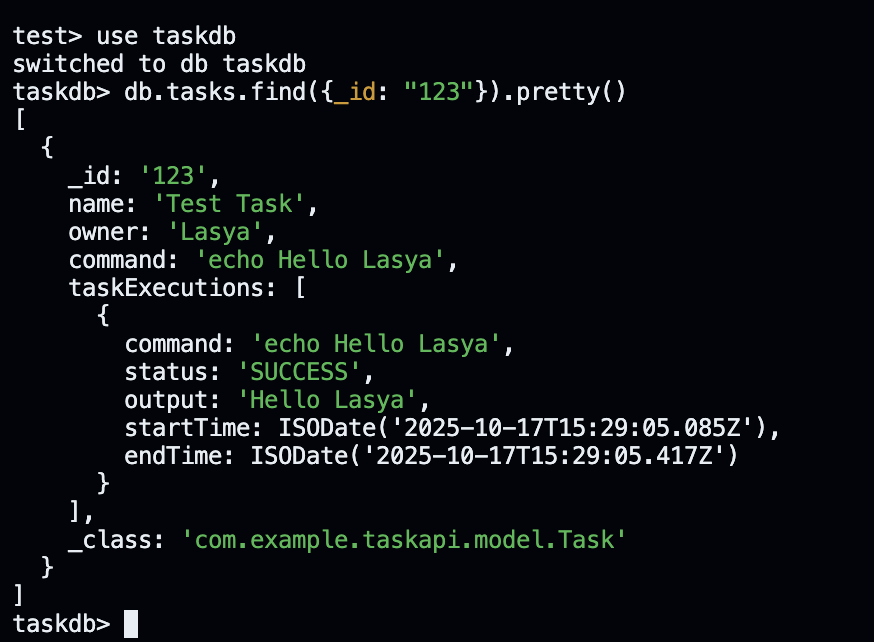 test> use taskdb
switched to db taskdb
taskdb> db.tasks.find({_id: "123"}).pretty()
[
  {
    _id: '123',
    name: 'Test Task',
    owner: 'Lasya',
    command: 'echo Hello Lasya',
    taskExecutions: [
      {
        command: 'echo Hello Lasya',
        status: 'SUCCESS',
        output: 'Hello Lasya',
        startTime: ISODate('2025-10-17T15:29:05.085Z'),
        endTime: ISODate('2025-10-17T15:29:05.417Z')
      }
    ],
    _class: 'com.example.taskapi.model.Task'
  }
]
taskdb>